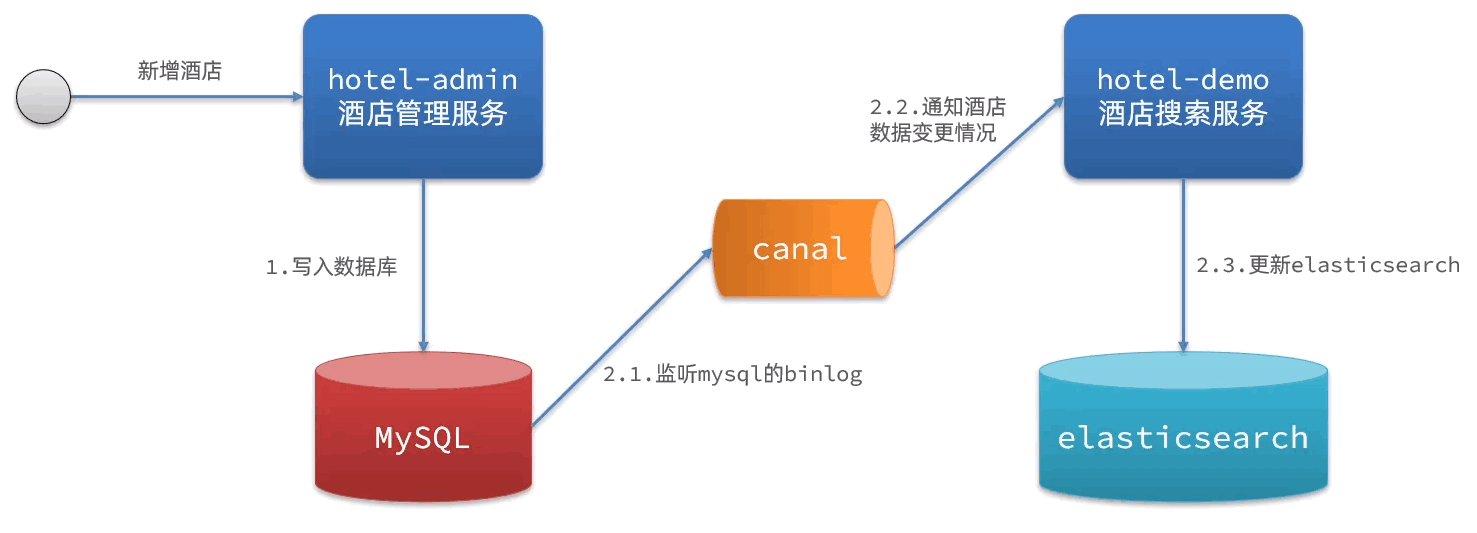 新增酒店
hotel-admin
酒店管理服务
hotel-demo
酒店搜索服务
2.2.通知酒店
数据变更情况
canal
1.写入数据库
2.3.更新elasticsearch
2.1.监听mysql的binlog
MySQL
elasticsearch